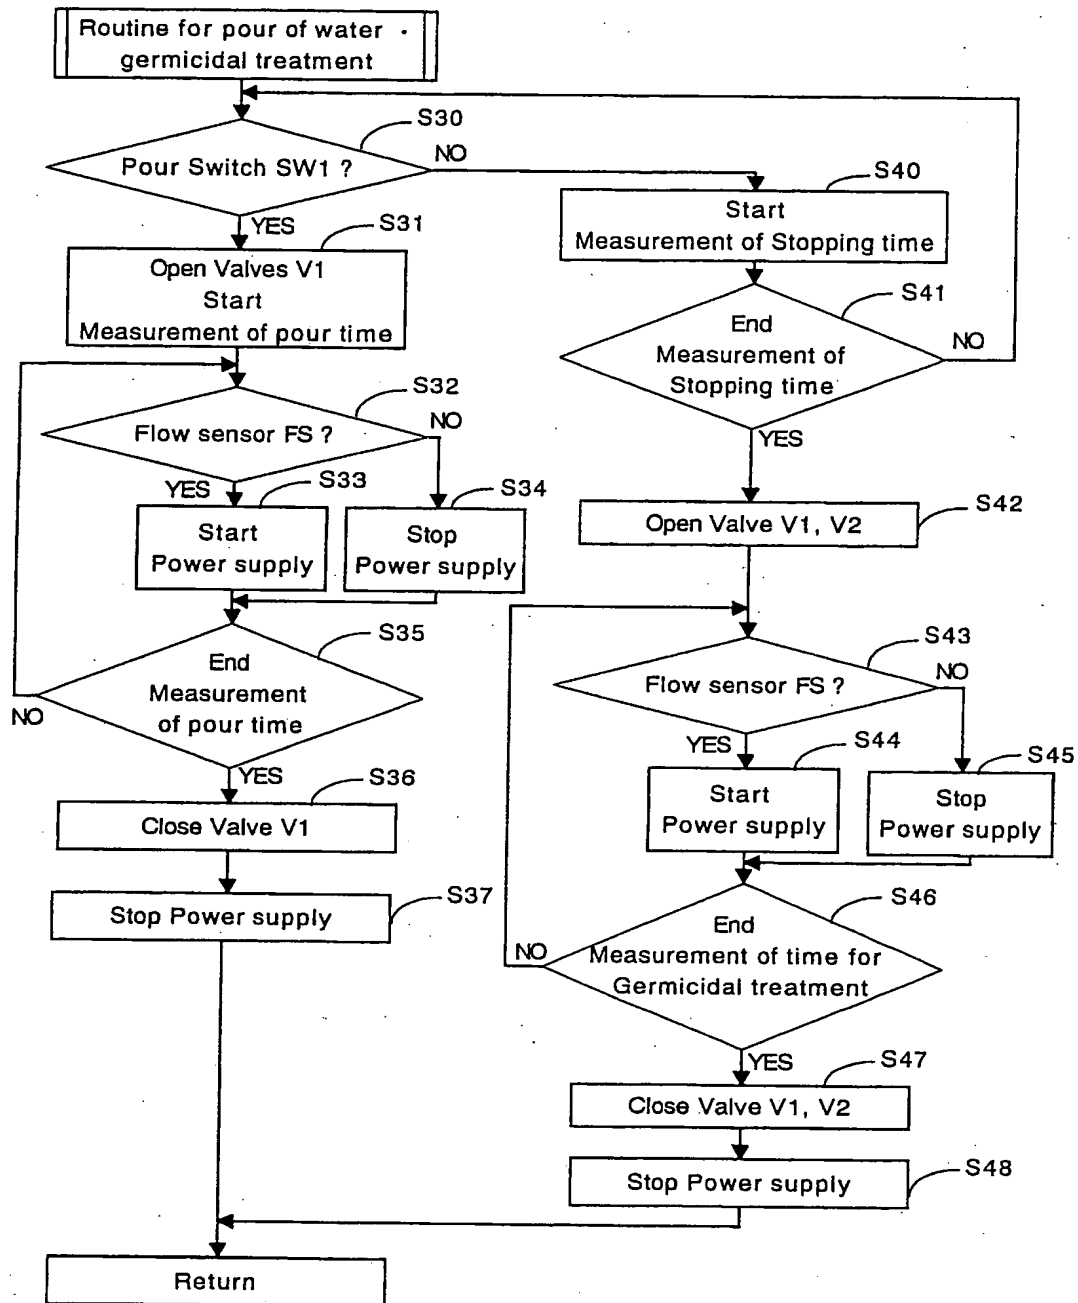 Routine for pour of water ·
germicidal treatment
S30
Pour Switch SW1 ?
NO
YES
S31
Open Valves V1
Start
Measurement of pour time
S32
Flow sensor FS ?
NO
YES
S33
Start
Power supply
S34
Stop
Power supply
S35
End
Measurement
of pour time
NO
YES
S36
Close Valve V1
S37
Stop Power supply
S40
Start
Measurement of Stopping time
S41
End
Measurement of
Stopping time
NO
YES
S42
Open Valve V1, V2
S43
Flow sensor FS ?
NO
YES
S44
Start
Power supply
S45
Stop
Power supply
S46
End
Measurement of time for
Germicidal treatment
NO
YES
S47
Close Valve V1, V2
S48
Stop Power supply
Return